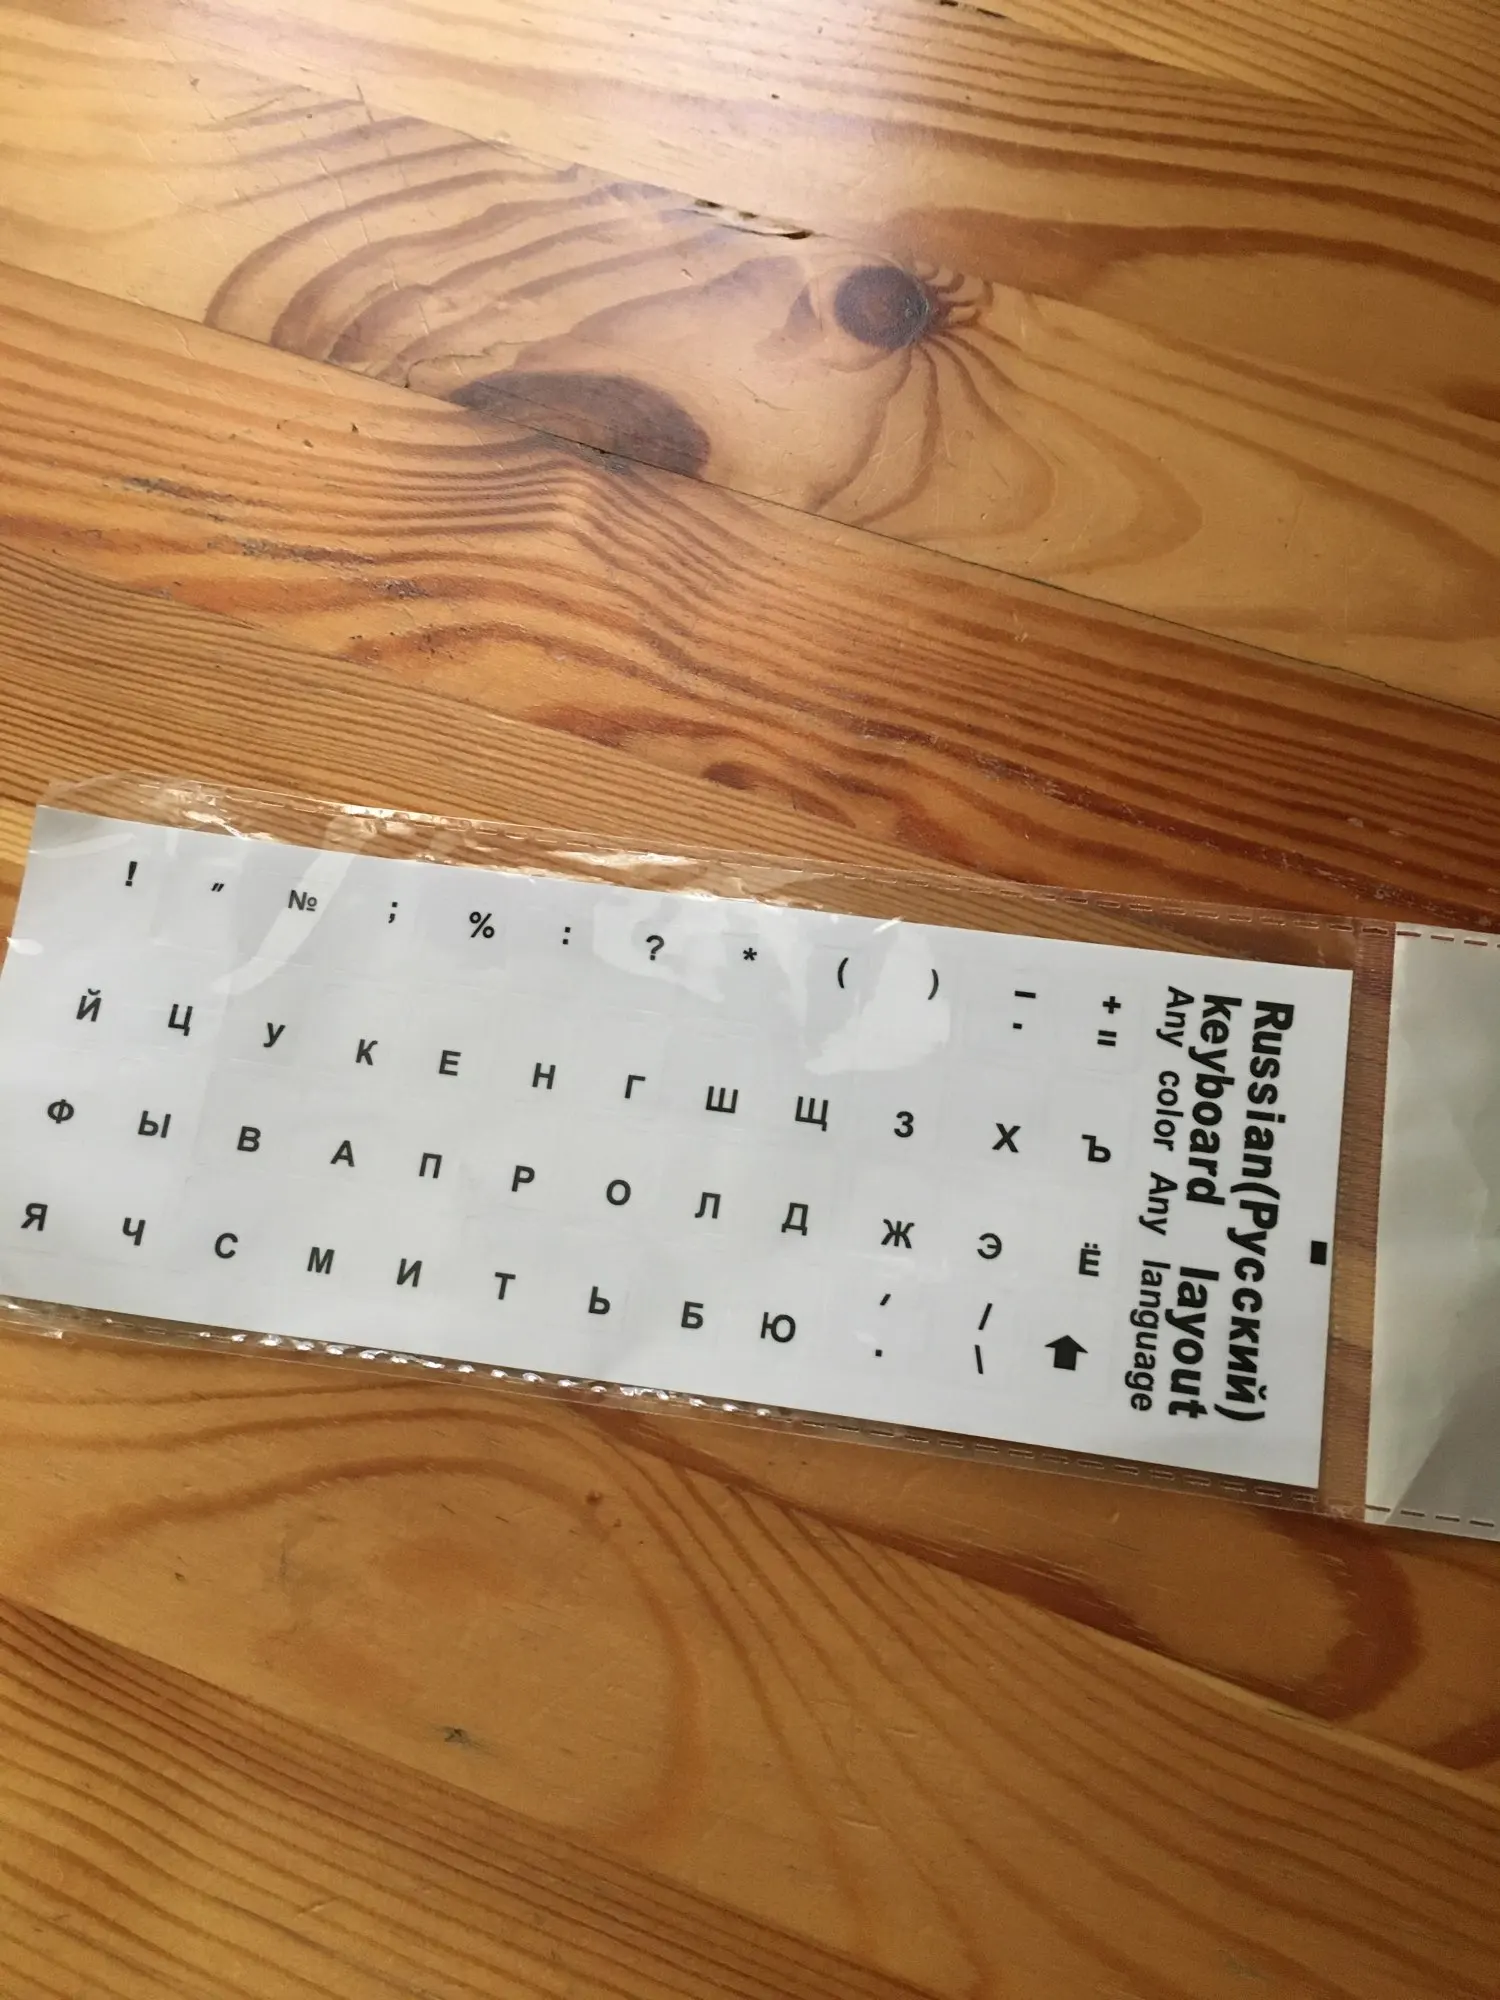 ! " № ; % : ? * ( ) – +
- =
Й Ц У К Е Н Г Ш Щ З Х Ъ
Ф Ы В А П Р О Л Д Ж Э Ё
Я Ч С М И Т Ь Б Ю , /
. \
Russian(Русский)
keyboard layout
Any color Any language